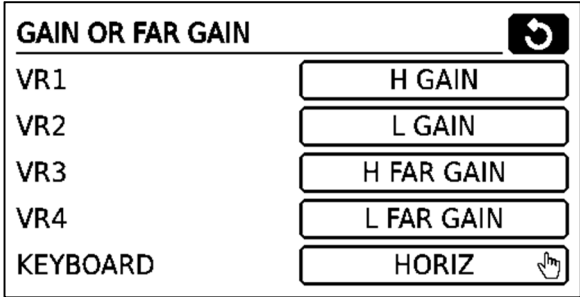 GAIN OR FAR GAIN
VR1 H GAIN
VR2 L GAIN
VR3 H FAR GAIN
VR4 L FAR GAIN
KEYBOARD HORIZ